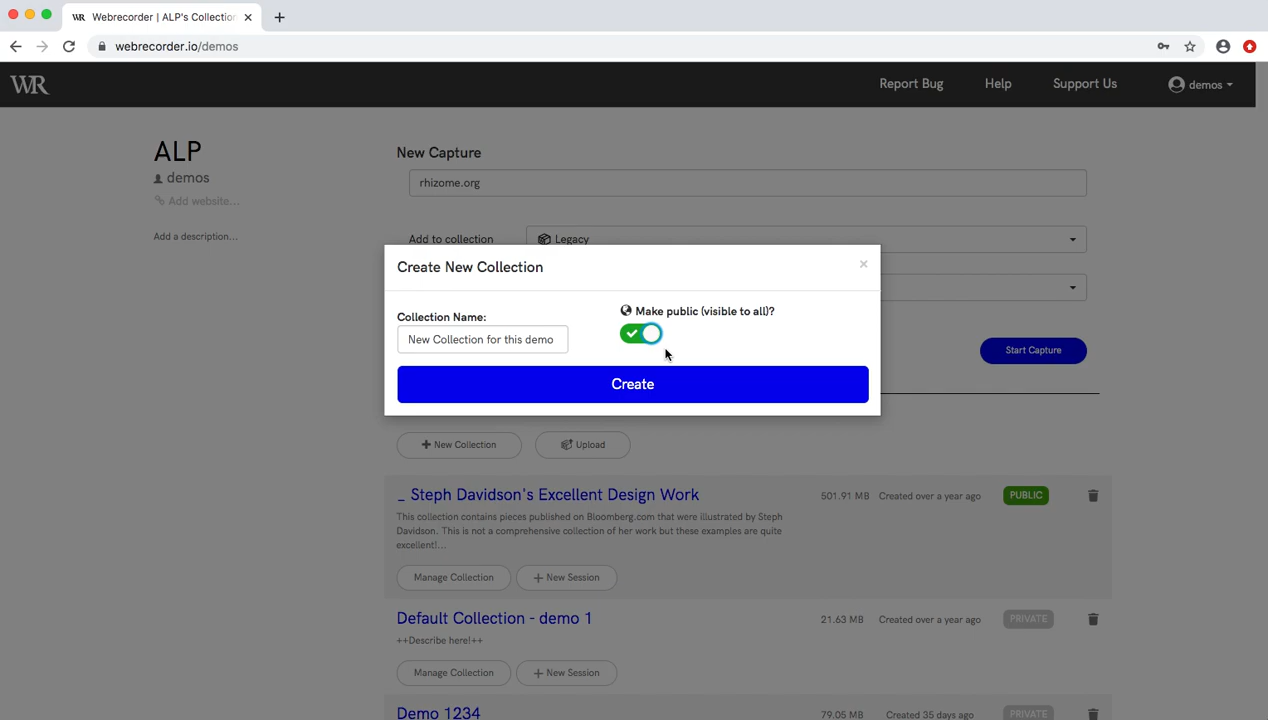 WR Webrecorder | ALP's Collection
webrecorder.io/demos
WR
Report Bug
Help
Support Us
demos
ALP
demos
Add website...
Add a description...
New Capture
rhizome.org
Add to collection
Legacy
Create New Collection
×
Collection Name:
New Collection for this demo
Make public (visible to all)?
Create
Start Capture
+ New Collection
Upload
_ Steph Davidson's Excellent Design Work
501.91 MB
Created over a year ago
PUBLIC
This collection contains pieces published on Bloomberg.com that were illustrated by Steph
Davidson. This is not a comprehensive collection of her work but these examples are quite
excellent!...
Manage Collection
+ New Session
Default Collection - demo 1
21.63 MB
Created over a year ago
PRIVATE
++Describe here!++
Manage Collection
+ New Session
Demo 1234
79.05 MB
Created 35 days ago
PRIVATE